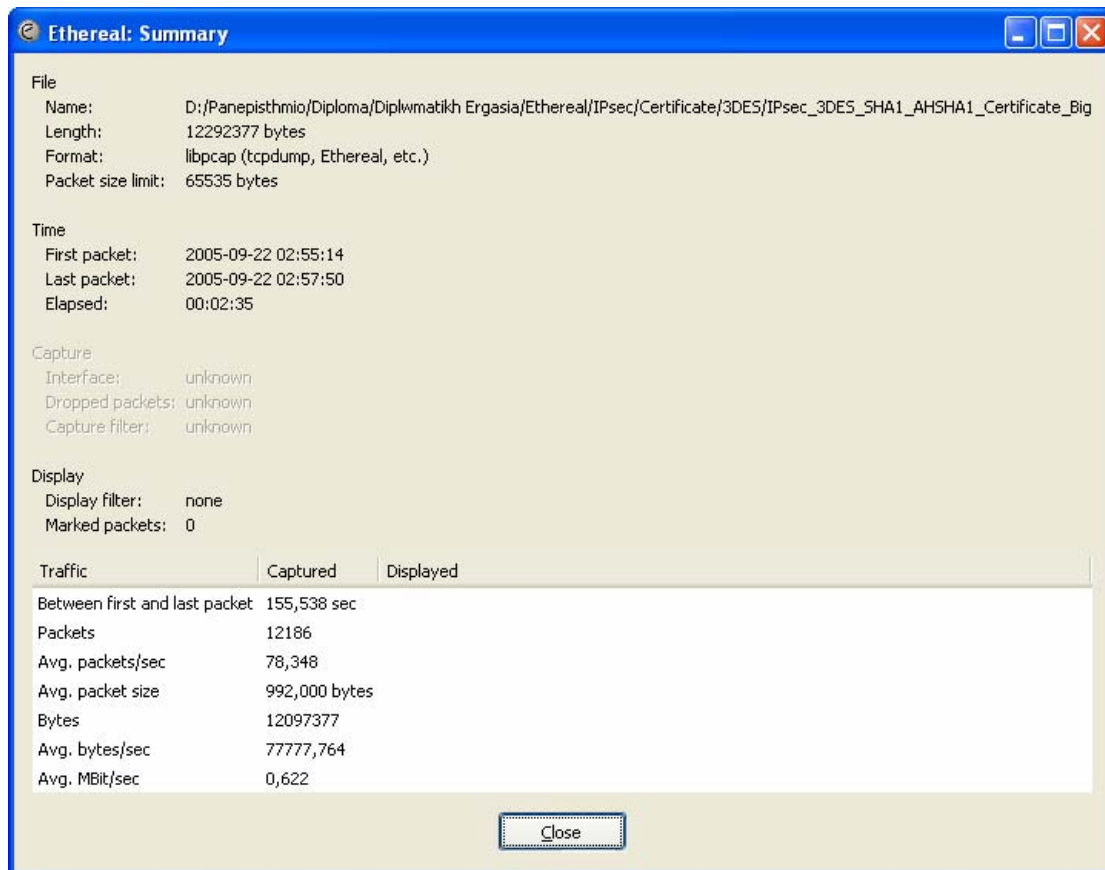 Ethereal: Summary
File
Name: D:/Panepisthmio/Diploma/Diplwmatikh Ergasia/Ethereal/IPsec/Certificate/3DES/IPsec_3DES_SHA1_AHSHA1_Certificate_Big
Length: 12292377 bytes
Format: libpcap (tcpdump, Ethereal, etc.)
Packet size limit: 65535 bytes
Time
First packet: 2005-09-22 02:55:14
Last packet: 2005-09-22 02:57:50
Elapsed: 00:02:35
Capture
Interface: unknown
Dropped packets: unknown
Capture filter: unknown
Display
Display filter: none
Marked packets: 0
Traffic Captured Displayed
Between first and last packet 155,538 sec
Packets 12186
Avg. packets/sec 78,348
Avg. packet size 992,000 bytes
Bytes 12097377
Avg. bytes/sec 77777,764
Avg. MBit/sec 0,622
Close